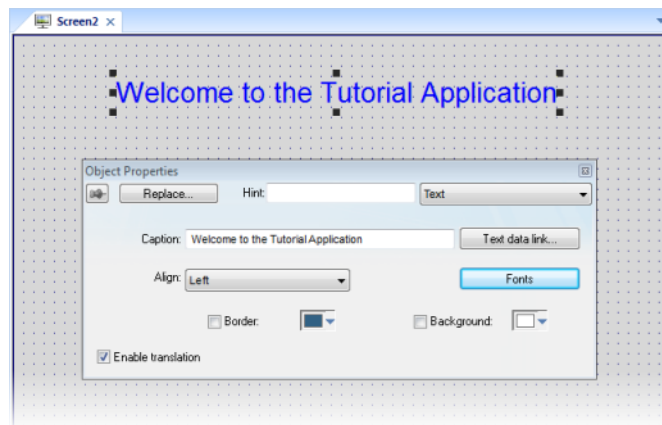 Screen2
Welcome to the Tutorial Application
Object Properties
Replace... Hint: Text
Caption: Welcome to the Tutorial Application Text data link...
Align: Left Fonts
Border: Background:
Enable translation